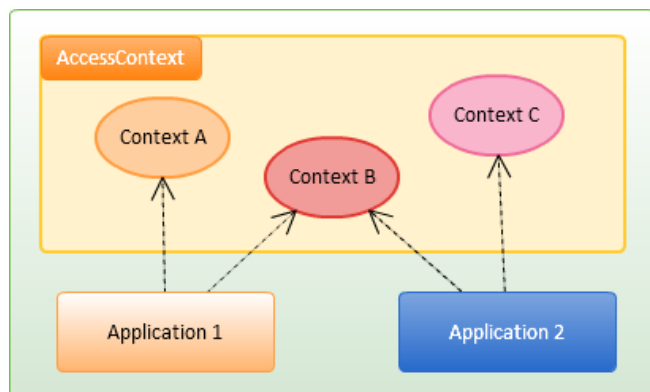 AccessContext
Context A
Context C
Context B
Application 1
Application 2